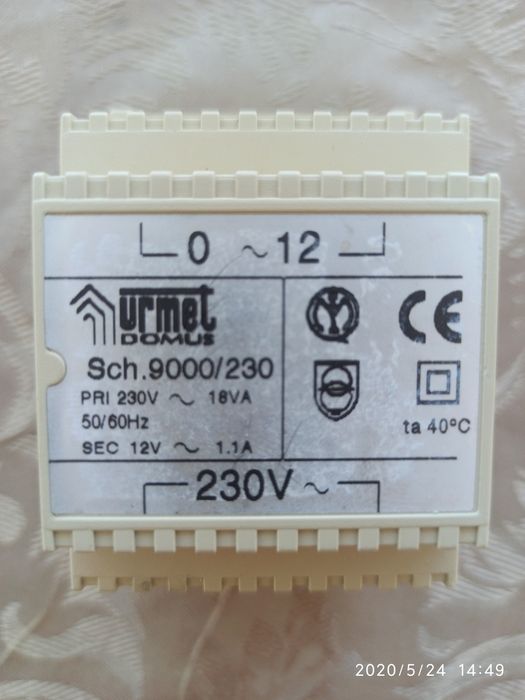 0 ~ 12
urmet
DOMUS
Sch.9000/230
PRI 230V ~ 18VA
50/60Hz
SEC 12V ~ 1.1A
CE
ta 40°C
230V ~
2020/5/24 14:49